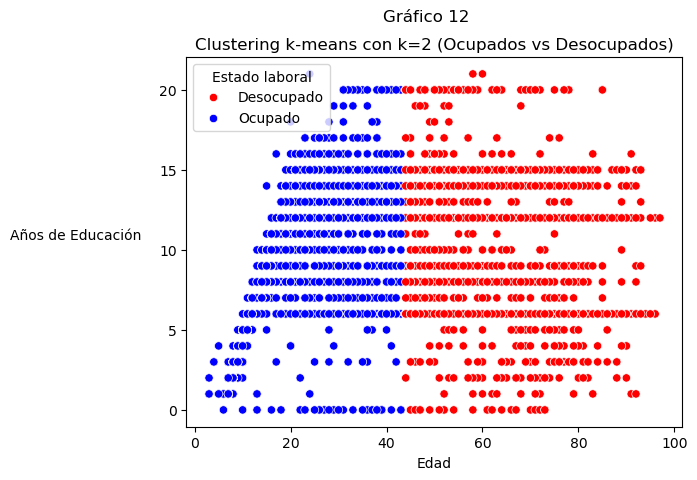 Gráfico 12
Clustering k-means con k=2 (Ocupados vs Desocupados)
Estado laboral
Desocupado
Ocupado
20
15
10
5
0
Años de Educación
0 20 40 60 80 100
Edad